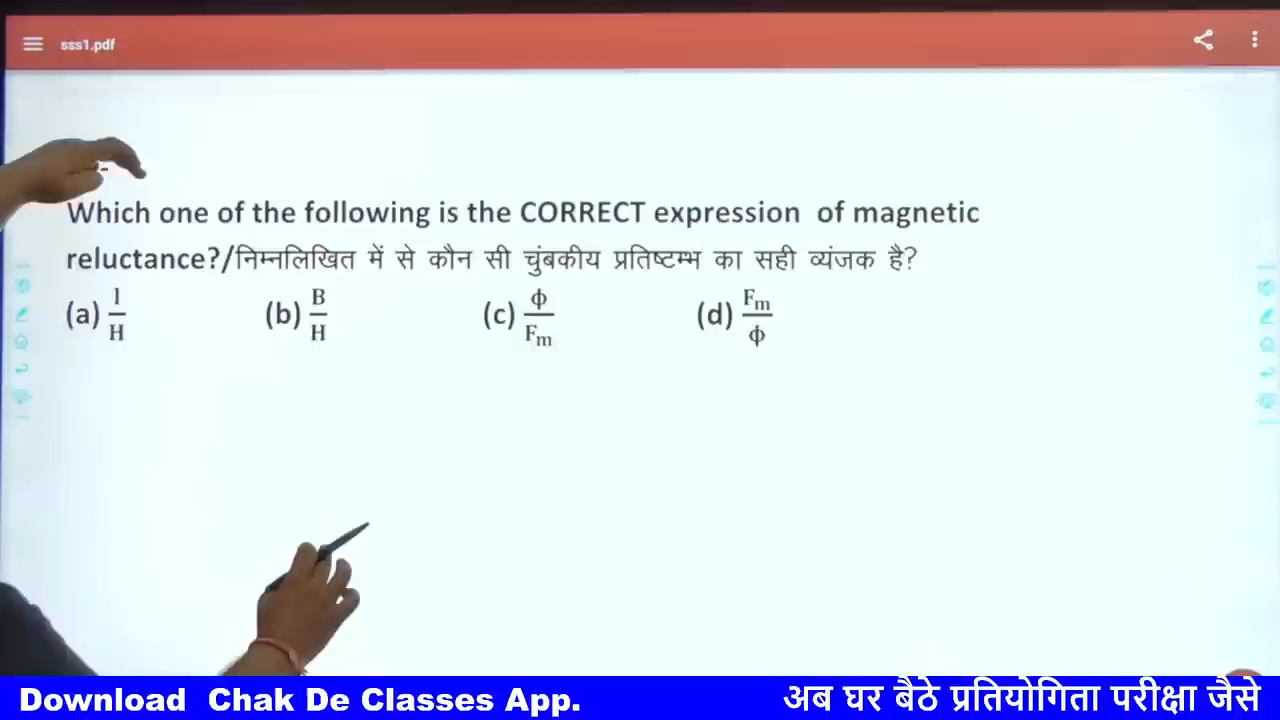 sss1.pdf
Which one of the following is the CORRECT expression of magnetic
reluctance?/निम्नलिखित में से कौन सी चुंबकीय प्रतिष्टम्भ का सही व्यंजक है?
(a) I/H (b) B/H (c) ϕ/Fₘ (d) Fₘ/ϕ
Download Chak De Classes App. अब घर बैठे प्रतियोगिता परीक्षा जैसे